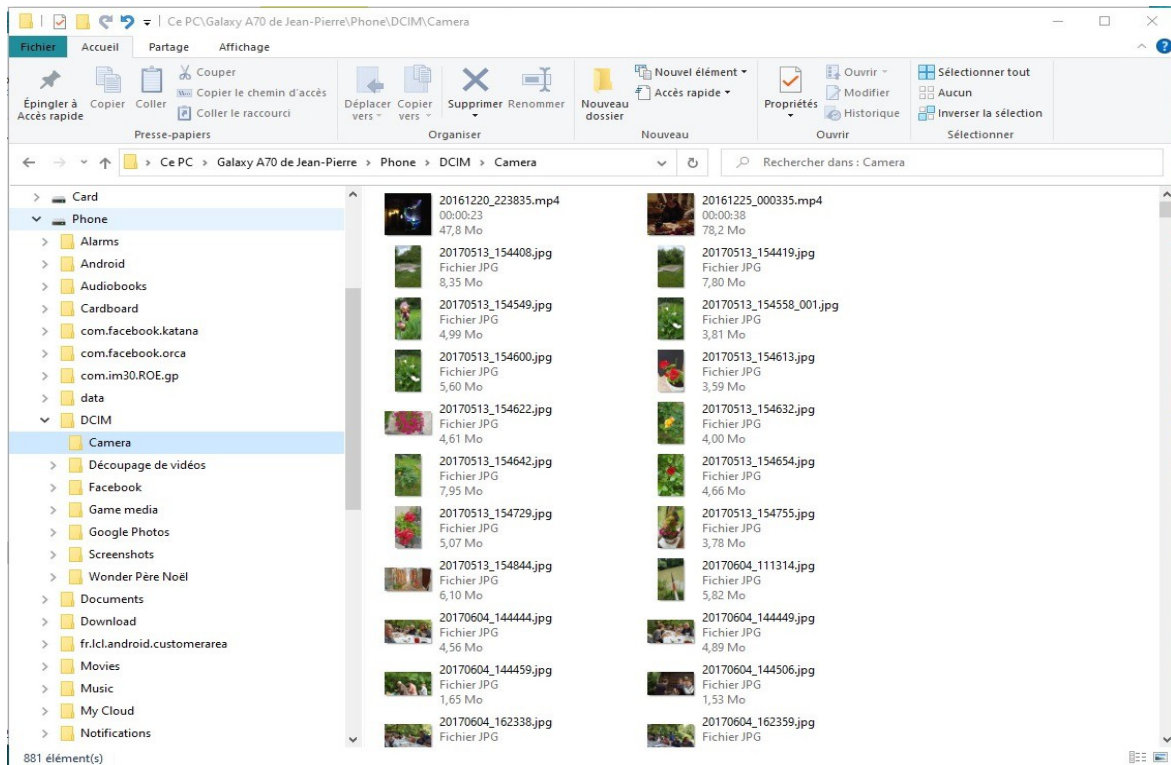 Ce PC\Galaxy A70 de Jean-Pierre\Phone\DCIM\Camera
Fichier Accueil Partage Affichage
Épingler à Accès rapide
Copier
Coller
Couper
Copier le chemin d'accès
Coller le raccourci
Presse-papiers
Déplacer vers
Copier vers
Supprimer
Renommer
Organiser
Nouveau dossier
Nouvel élément
Accès rapide
Nouveau
Propriétés
Ouvrir
Modifier
Historique
Ouvrir
Sélectionner tout
Aucun
Inverser la sélection
Sélectionner
Ce PC > Galaxy A70 de Jean-Pierre > Phone > DCIM > Camera
Rechercher dans : Camera
Card
Phone
Alarms
Android
Audiobooks
Cardboard
com.facebook.katana
com.facebook.orca
com.im30.ROE.gp
data
DCIM
Camera
Découpage de vidéos
Facebook
Game media
Google Photos
Screenshots
Wonder Père Noël
Documents
Download
fr.lcl.android.customerarea
Movies
Music
My Cloud
Notifications
20161220_223835.mp4
00:00:23
47,8 Mo
20161225_000335.mp4
00:00:38
78,2 Mo
20170513_154408.jpg
Fichier JPG
8,35 Mo
20170513_154419.jpg
Fichier JPG
7,80 Mo
20170513_154549.jpg
Fichier JPG
4,99 Mo
20170513_154558_001.jpg
Fichier JPG
3,81 Mo
20170513_154600.jpg
Fichier JPG
5,60 Mo
20170513_154613.jpg
Fichier JPG
3,59 Mo
20170513_154622.jpg
Fichier JPG
4,61 Mo
20170513_154632.jpg
Fichier JPG
4,00 Mo
20170513_154642.jpg
Fichier JPG
7,95 Mo
20170513_154654.jpg
Fichier JPG
4,66 Mo
20170513_154729.jpg
Fichier JPG
5,07 Mo
20170513_154755.jpg
Fichier JPG
3,78 Mo
20170513_154844.jpg
Fichier JPG
6,10 Mo
20170604_111314.jpg
Fichier JPG
5,82 Mo
20170604_144444.jpg
Fichier JPG
4,56 Mo
20170604_144449.jpg
Fichier JPG
4,89 Mo
20170604_144459.jpg
Fichier JPG
1,65 Mo
20170604_144506.jpg
Fichier JPG
1,53 Mo
20170604_162338.jpg
Fichier JPG
20170604_162359.jpg
Fichier JPG
881 élément(s)